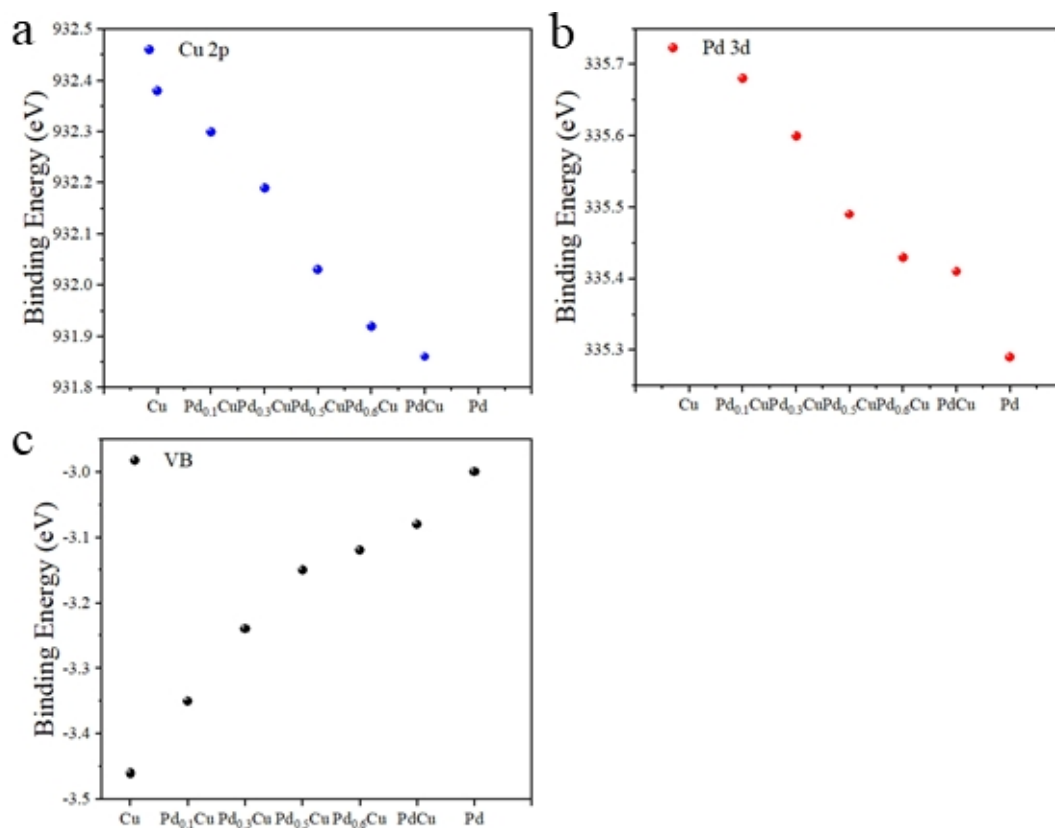 a
Cu 2p
Binding Energy (eV)
932.5
932.4
932.3
932.2
932.1
932.0
931.9
931.8
Cu Pd₀.₁Cu Pd₀.₃Cu Pd₀.₅Cu Pd₀.₆Cu PdCu Pd
b
Pd 3d
Binding Energy (eV)
335.7
335.6
335.5
335.4
335.3
Cu Pd₀.₁Cu Pd₀.₃Cu Pd₀.₅Cu Pd₀.₆Cu PdCu Pd
c
VB
Binding Energy (eV)
-3.0
-3.1
-3.2
-3.3
-3.4
-3.5
Cu Pd₀.₁Cu Pd₀.₃Cu Pd₀.₅Cu Pd₀.₆Cu PdCu Pd